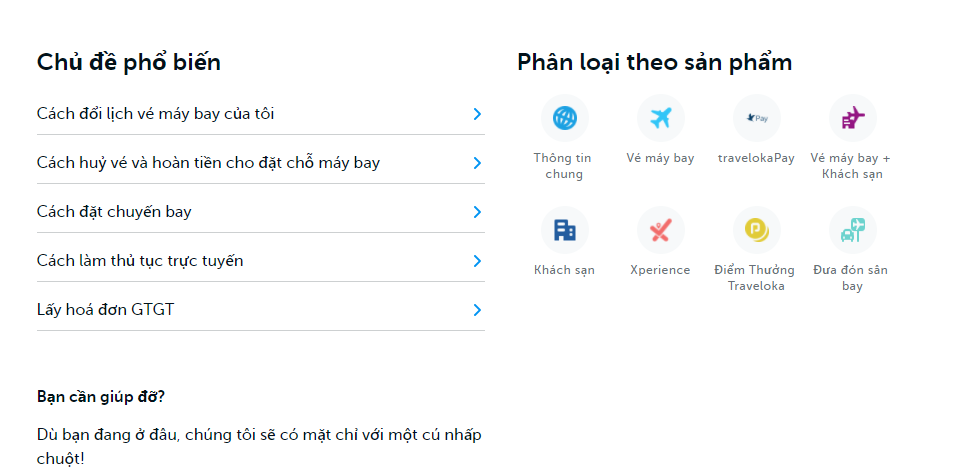 Chủ đề phổ biến
Cách đổi lịch vé máy bay của tôi
Cách huỷ vé và hoàn tiền cho đặt chỗ máy bay
Cách đặt chuyến bay
Cách làm thủ tục trực tuyến
Lấy hoá đơn GTGT
Bạn cần giúp đỡ?
Dù bạn đang ở đâu, chúng tôi sẽ có mặt chỉ với một cú nhấp
chuột!
Phân loại theo sản phẩm
Thông tin
chung
Vé máy bay
Pay
travelokaPay
Vé máy bay +
Khách sạn
Khách sạn
Xperience
P
Điểm Thưởng
Traveloka
Đưa đón sân
bay